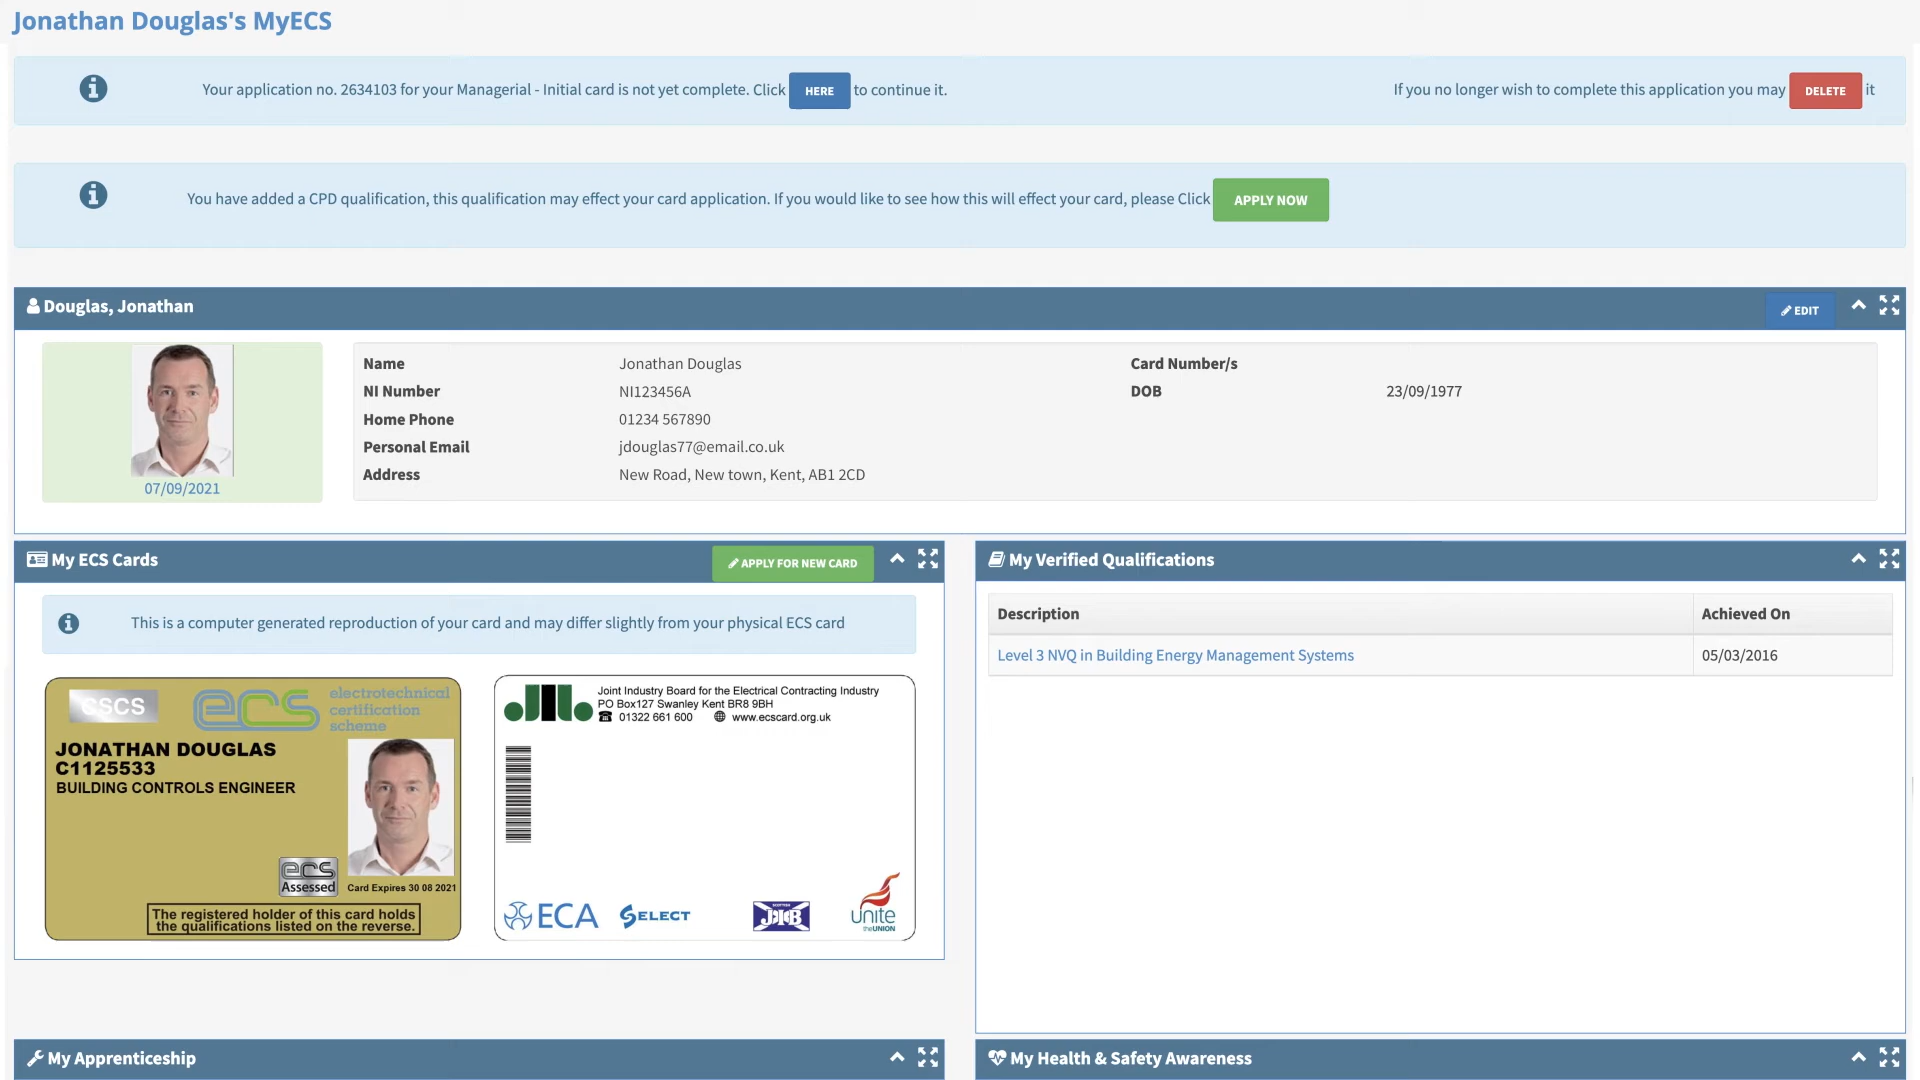 Jonathan Douglas's MyECS
Your application no. 2634103 for your Managerial - Initial card is not yet complete. Click HERE to continue it.
If you no longer wish to complete this application you may DELETE it
You have added a CPD qualification, this qualification may effect your card application. If you would like to see how this will effect your card, please Click APPLY NOW
Douglas, Jonathan
EDIT
07/09/2021
Name Jonathan Douglas
NI Number NI123456A
Home Phone 01234 567890
Personal Email jdouglas77@email.co.uk
Address New Road, New town, Kent, AB1 2CD
Card Number/s
DOB 23/09/1977
My ECS Cards
APPLY FOR NEW CARD
This is a computer generated reproduction of your card and may differ slightly from your physical ECS card
CSCS
ecs
electrotechnical
certification
scheme
JONATHAN DOUGLAS
C1125533
BUILDING CONTROLS ENGINEER
ecs
Assessed
Card Expires 30 08 2021
The registered holder of this card holds
the qualifications listed on the reverse.
JIB
Joint Industry Board for the Electrical Contracting Industry
PO Box127 Swanley Kent BR8 9BH
01322 661 600 www.ecscard.org.uk
ECA
SELECT
SCOTTISH
JIB
unite
theUNION
My Verified Qualifications
Description Achieved On
Level 3 NVQ in Building Energy Management Systems 05/03/2016
My Apprenticeship
My Health & Safety Awareness